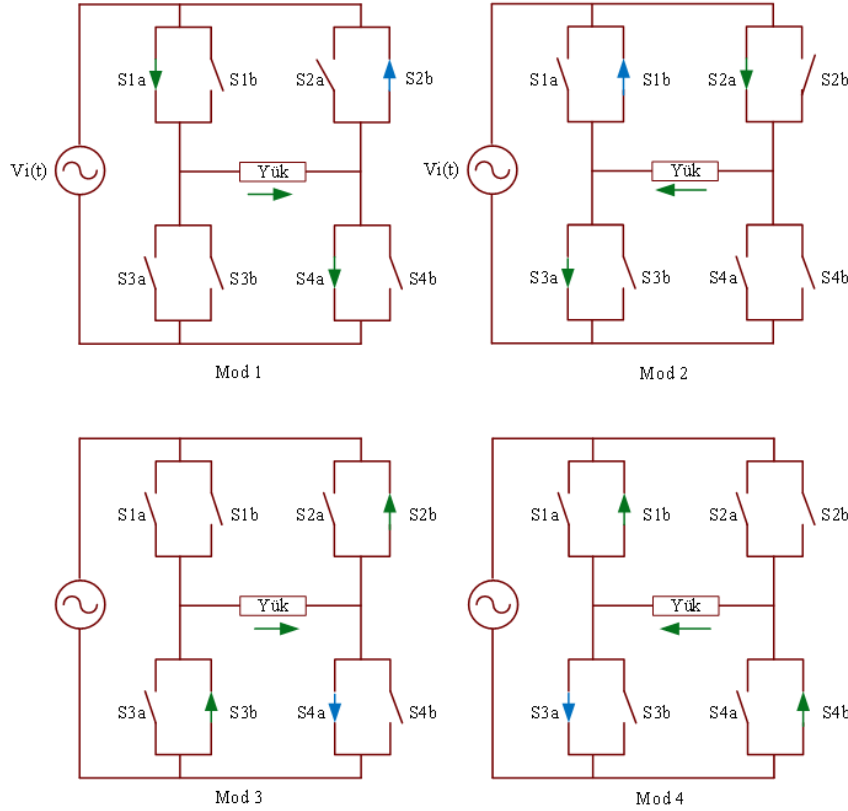 S1a S1b S2a S2b
Vi(t) Yük
S3a S3b S4a S4b
Mod 1
S1a S1b S2a S2b
Vi(t) Yük
S3a S3b S4a S4b
Mod 2
S1a S1b S2a S2b
Yük
S3a S3b S4a S4b
Mod 3
S1a S1b S2a S2b
Yük
S3a S3b S4a S4b
Mod 4